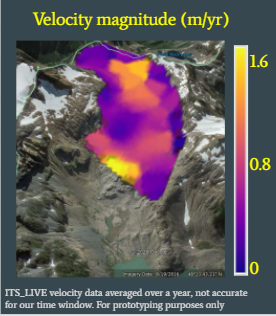 Velocity magnitude (m/yr)
1.6
0.8
0
ITS_LIVE velocity data averaged over a year, not accurate
for our time window. For prototyping purposes only